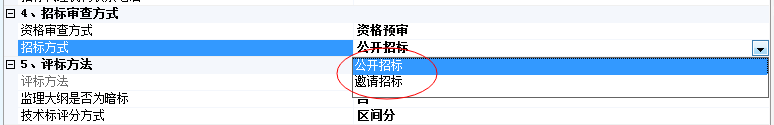 4、招标审查方式
资格审查方式 资格预审
招标方式 公开招标
5、评标方法 公开招标
评标方法 邀请招标
监理大纲是否为暗标
技术标评分方式 区间分